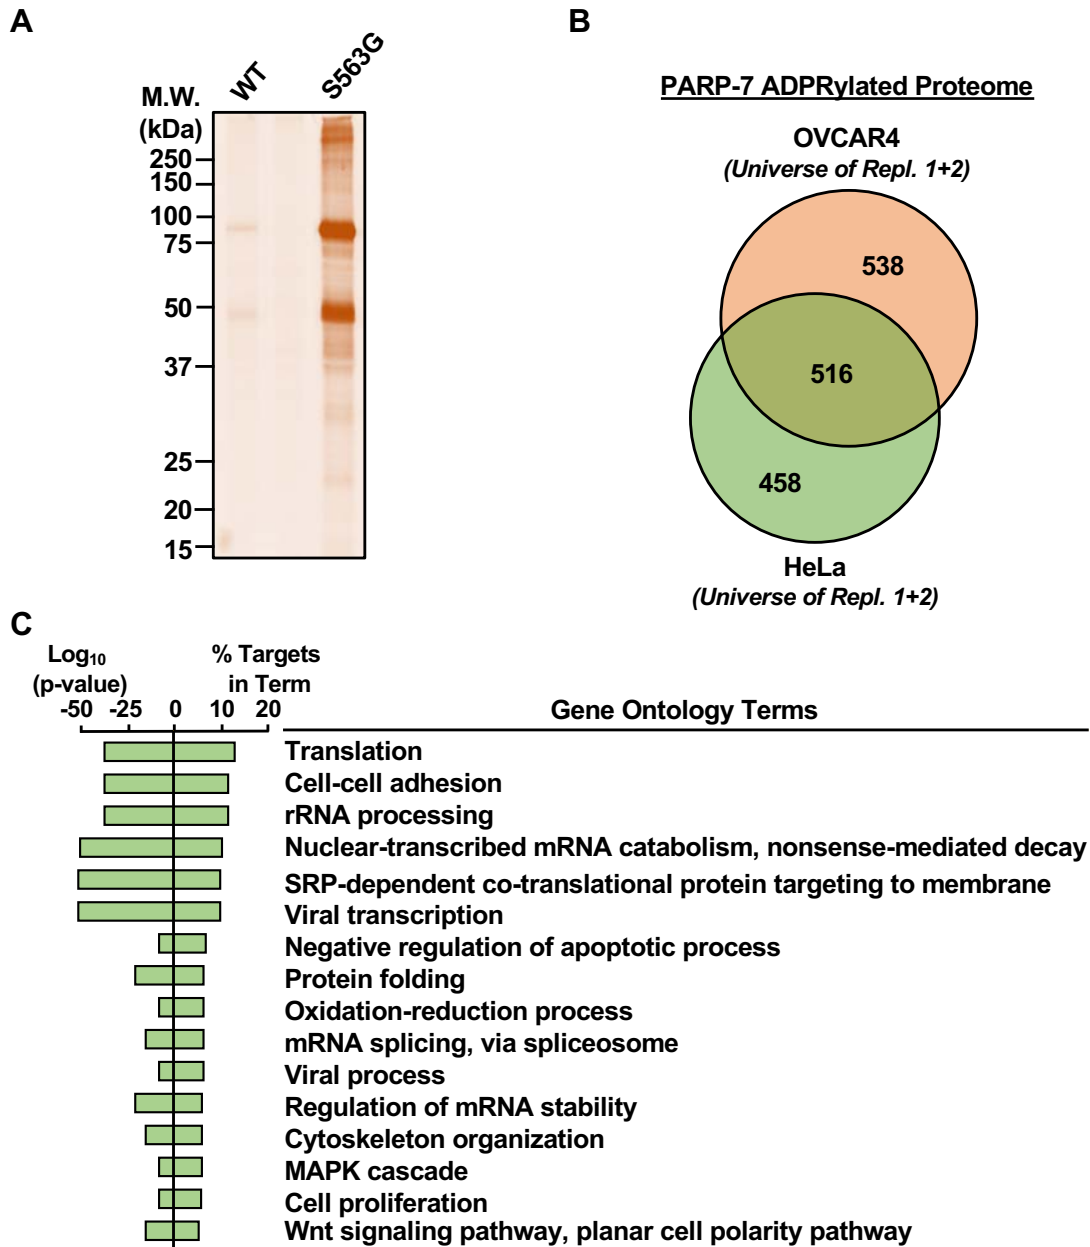 A
WT
S563G
M.W.
(kDa)
250
150
100
75
50
37
25
20
15
B
PARP-7 ADPRylated Proteome
OVCAR4
(Universe of Repl. 1+2)
538
516
458
HeLa
(Universe of Repl. 1+2)
C
Log₁₀
(p-value)
% Targets
in Term
-50 -25 0 10 20
Gene Ontology Terms
Translation
Cell-cell adhesion
rRNA processing
Nuclear-transcribed mRNA catabolism, nonsense-mediated decay
SRP-dependent co-translational protein targeting to membrane
Viral transcription
Negative regulation of apoptotic process
Protein folding
Oxidation-reduction process
mRNA splicing, via spliceosome
Viral process
Regulation of mRNA stability
Cytoskeleton organization
MAPK cascade
Cell proliferation
Wnt signaling pathway, planar cell polarity pathway